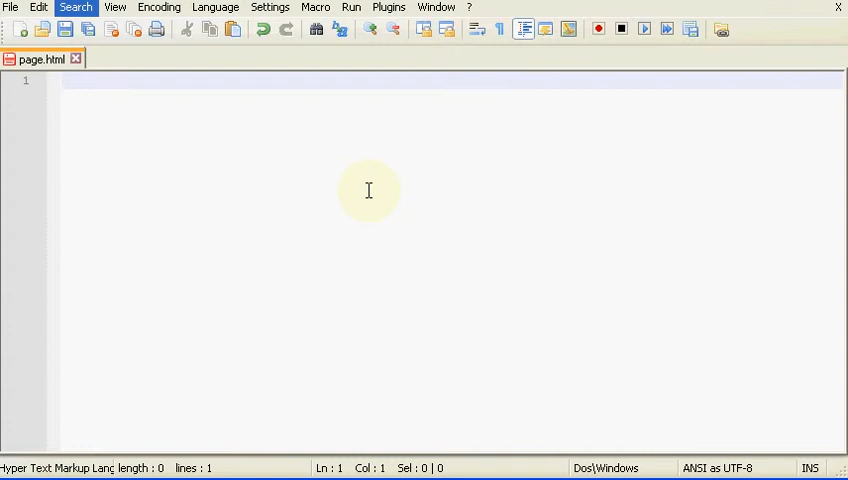 File Edit Search View Encoding Language Settings Macro Run Plugins Window ? X
page.html
1
Hyper Text Markup Lang length : 0 lines : 1 Ln : 1 Col : 1 Sel : 0 | 0 Dos\Windows ANSI as UTF-8 INS